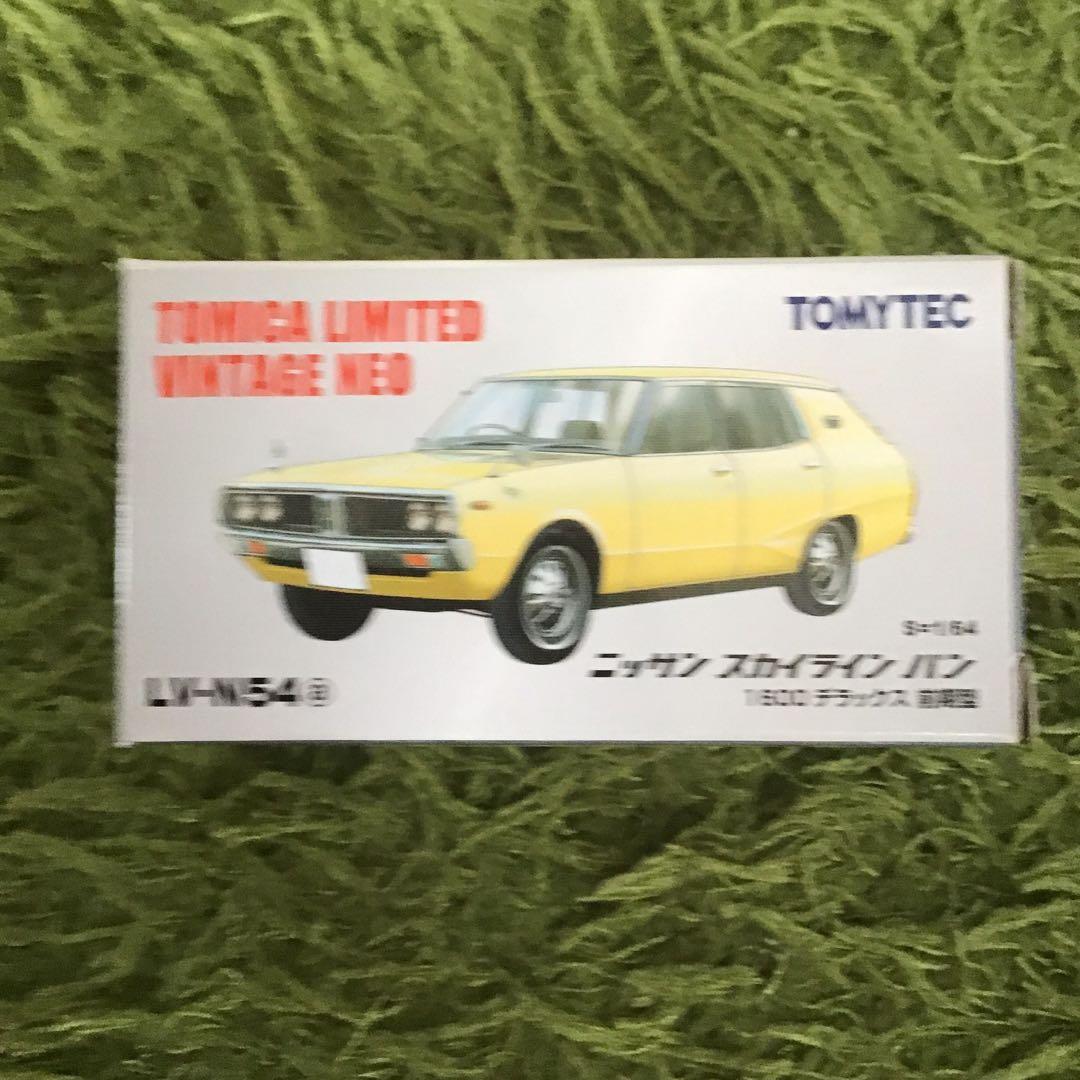 TOMICA LIMITED
VINTAGE NEO
TOMYTEC
S=1/64
ニッサン スカイライン バン
1600 デラックス 前期型
LV-N54ⓐ